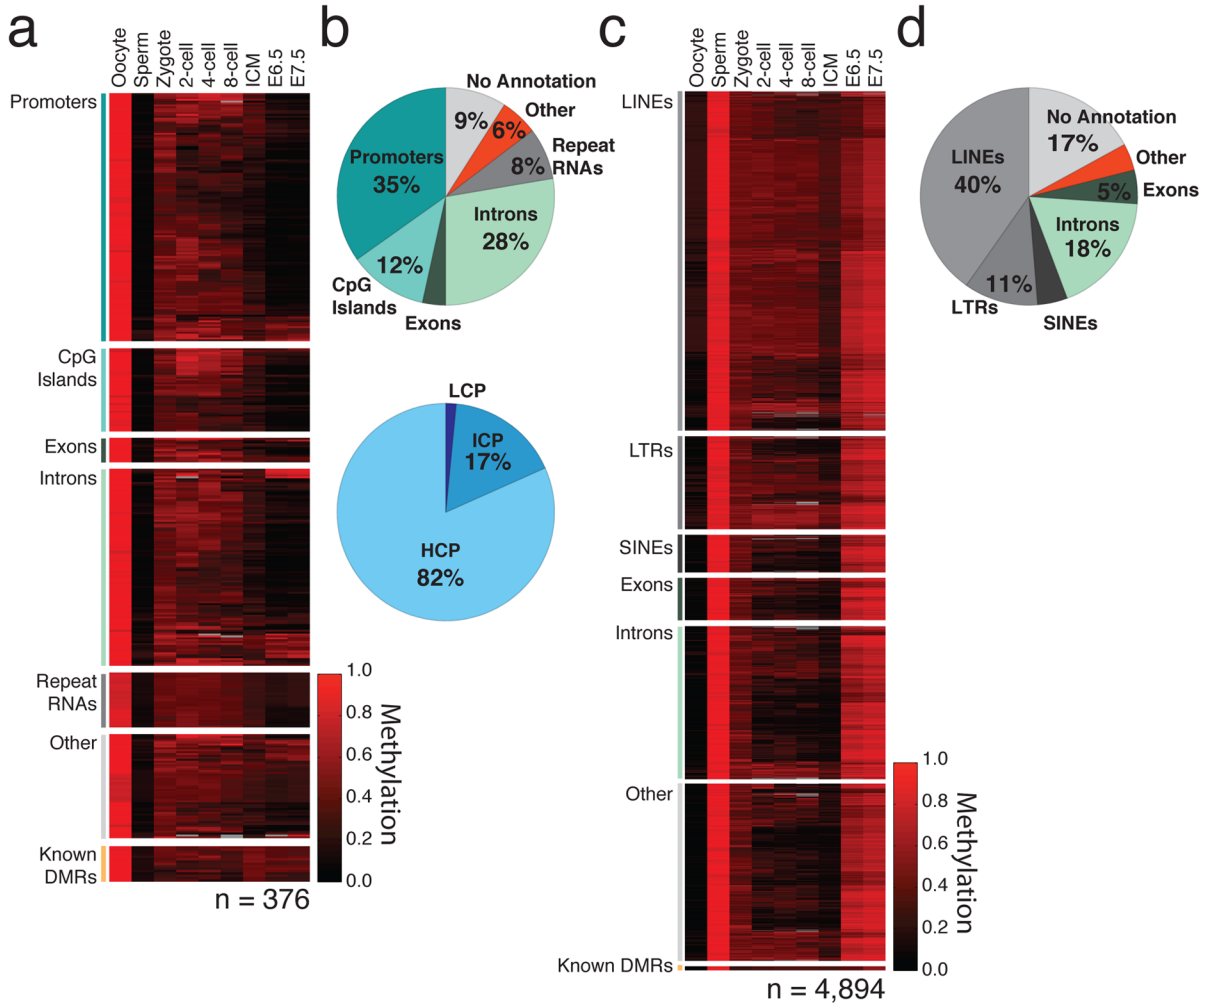 a
Oocyte
Sperm
Zygote
2-cell
4-cell
8-cell
ICM
E6.5
E7.5
Promoters
CpG
Islands
Exons
Introns
Repeat
RNAs
Other
Known
DMRs
n = 376
1.0
0.8
0.6
0.4
0.2
0.0
Methylation
b
No Annotation
9%
Other
6%
Repeat
RNAs
8%
Promoters
35%
Introns
28%
12%
CpG
Islands
Exons
LCP
ICP
17%
HCP
82%
c
Oocyte
Sperm
Zygote
2-cell
4-cell
8-cell
ICM
E6.5
E7.5
LINEs
LTRs
SINEs
Exons
Introns
Other
Known DMRs
n = 4,894
1.0
0.8
0.6
0.4
0.2
0.0
Methylation
d
No Annotation
17%
Other
LINEs
40%
5%
Exons
Introns
18%
11%
LTRs
SINEs